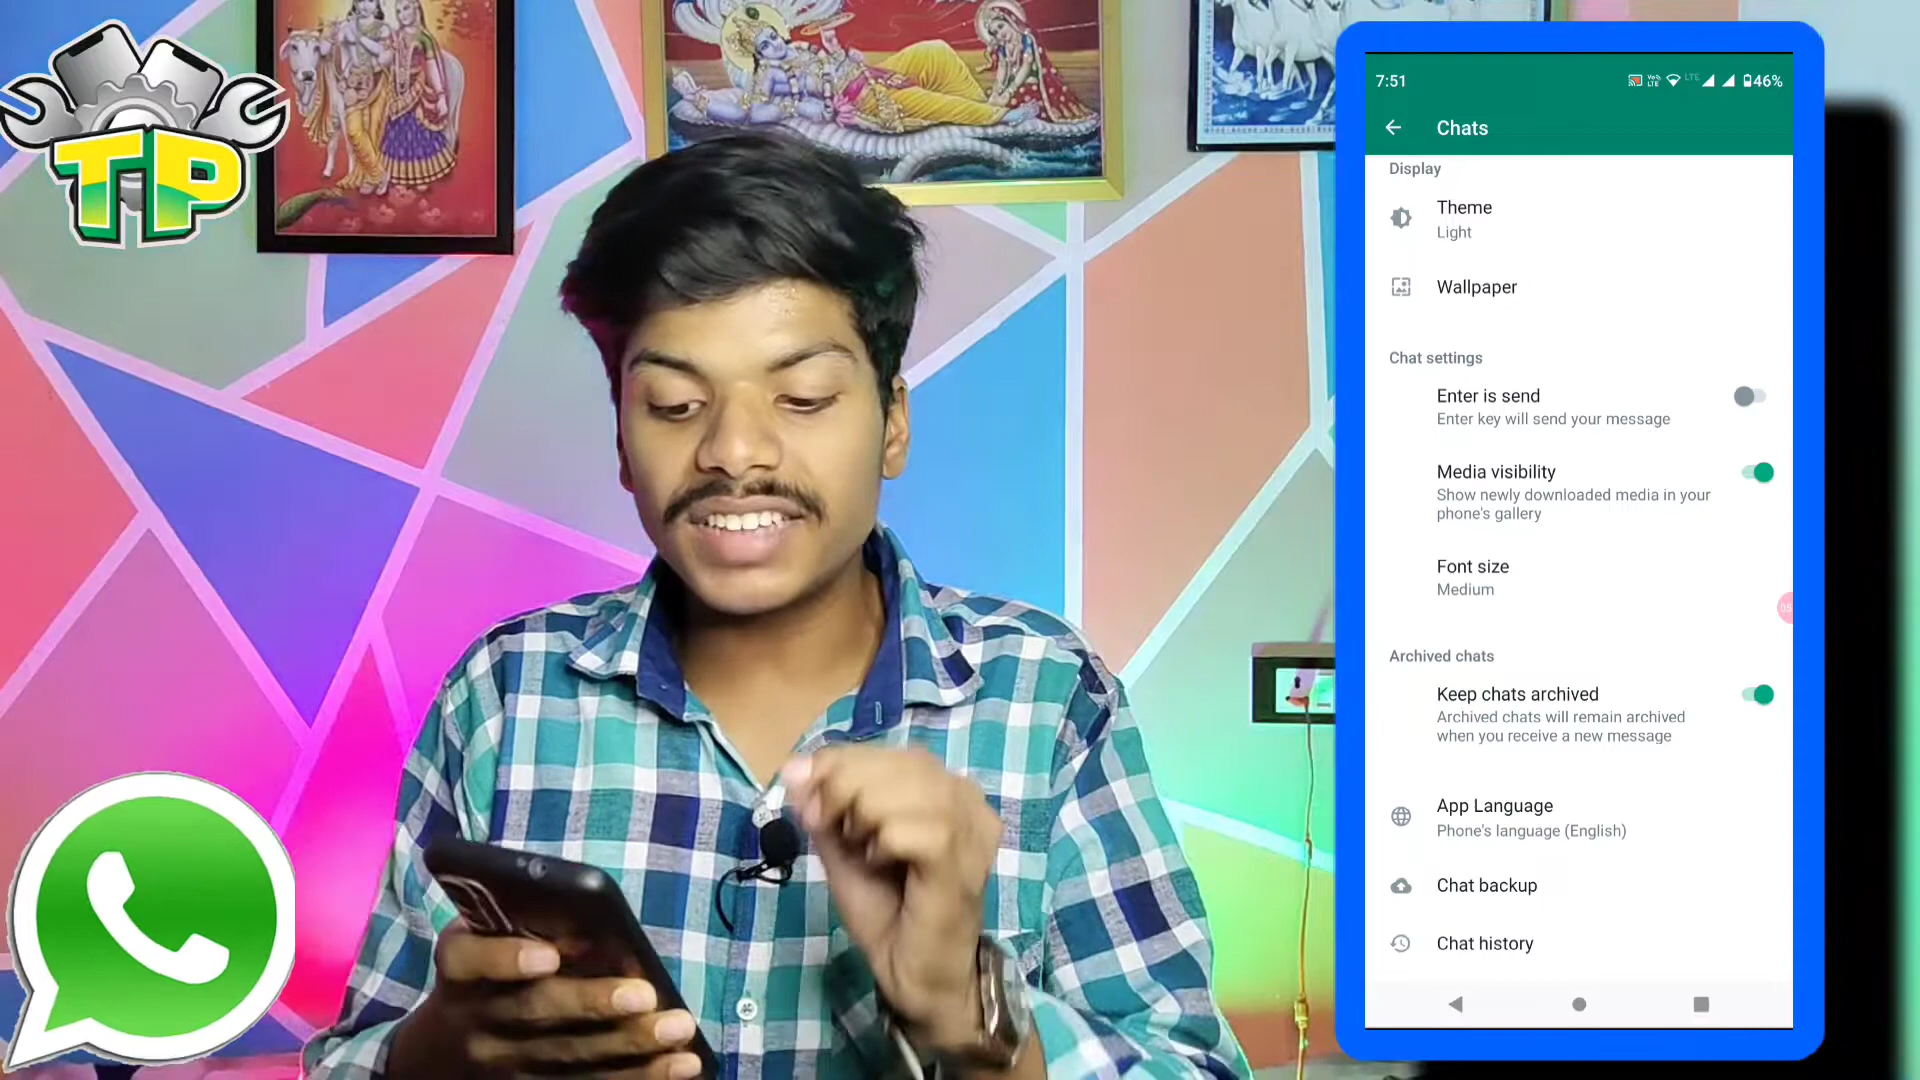 TP
7:51
LTE
46%
Chats
Display
Theme
Light
Wallpaper
Chat settings
Enter is send
Enter key will send your message
Media visibility
Show newly downloaded media in your
phone's gallery
Font size
Medium
Archived chats
Keep chats archived
Archived chats will remain archived
when you receive a new message
App Language
Phone's language (English)
Chat backup
Chat history